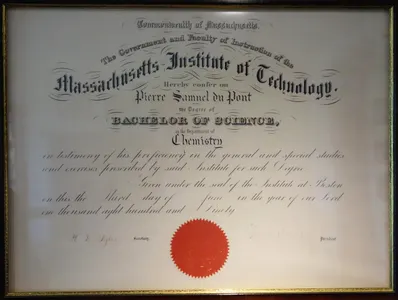 Commonwealth of Massachusetts.
The Government and Faculty of Instruction of the
Massachusetts Institute of Technology.
Hereby confer on
Pierre Samuel du Pont
the Degree of
BACHELOR OF SCIENCE,
in the Department of
Chemistry
in testimony of his proficiency in the general and special studies
and exercises prescribed by said Institute for such Degree
Given under the seal of the Institute at Boston
on this the third day of June in the year of our Lord
one thousand eight hundred and Ninety
Secretary
President